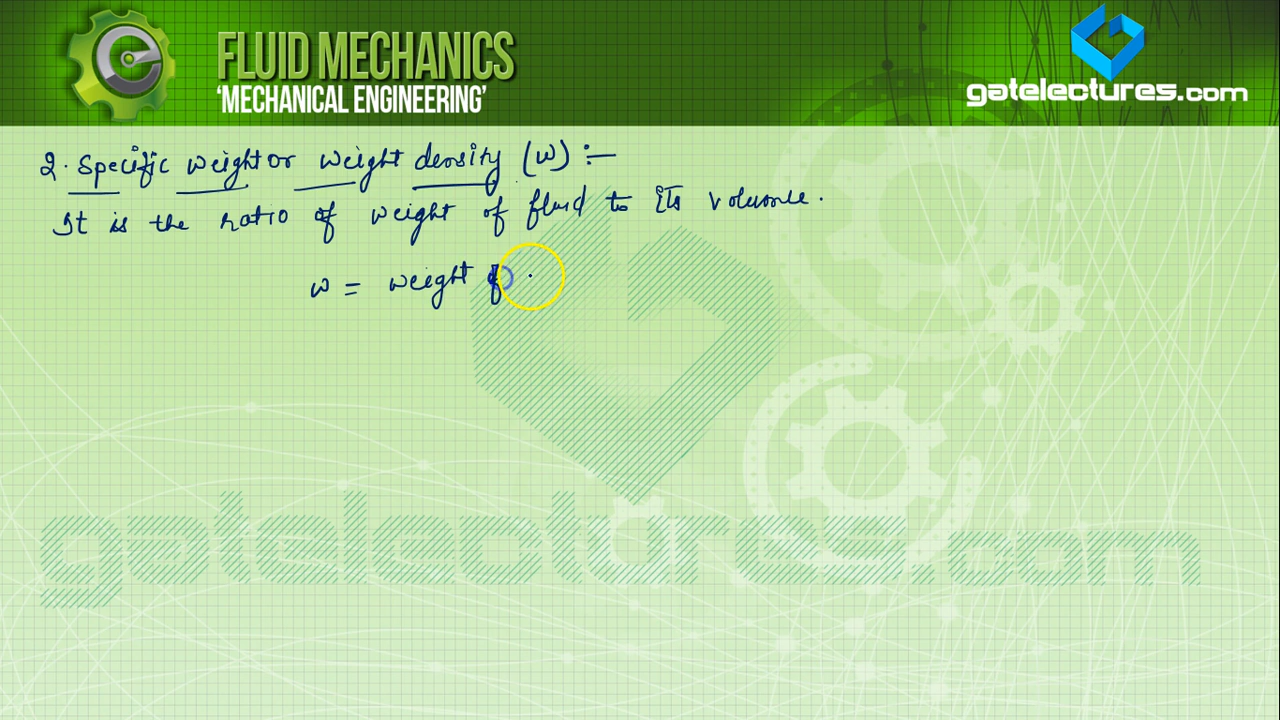 FLUID MECHANICS
'MECHANICAL ENGINEERING'
gatelectures.com
2. Specific weight or weight density (w) :-
It is the ratio of weight of fluid to its volume.
w = weight of
gatelectures.com